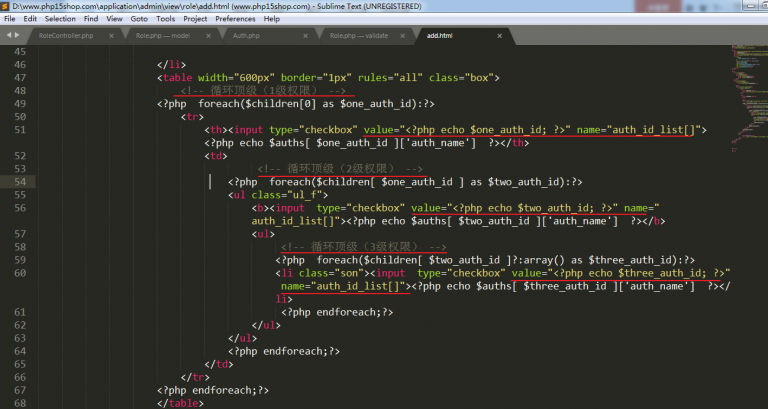 D:\www.php15shop.com\application\admin\view\role\add.html (www.php15shop.com) - Sublime Text (UNREGISTERED)
File Edit Selection Find View Goto Tools Project Preferences Help
RoleController.php × Role.php — model × Auth.php × Role.php — validate × add.html ×
45
46 </li>
47 <table width="600px" border="1px" rules="all" class="box">
48 <!-- 循环顶级（1级权限） -->
49 <?php  foreach($children[0] as $one_auth_id):?>
50 <tr>
51 <th><input type="checkbox" value="<?php echo $one_auth_id; ?>" name="auth_id_list[]">
<?php echo $auths[ $one_auth_id ]['auth_name']  ?></th>
52 <td>
53 <!-- 循环顶级（2级权限） -->
54 <?php  foreach($children[ $one_auth_id ] as $two_auth_id):?>
55 <ul class="ul_f">
56 <b><input  type="checkbox" value="<?php echo $two_auth_id; ?>" name="
auth_id_list[]"><?php echo $auths[ $two_auth_id ]['auth_name']  ?></b>
57 <ul>
58 <!-- 循环顶级（3级权限） -->
59 <?php  foreach($children[ $two_auth_id ]?:array() as $three_auth_id):?>
60 <li class="son"><input  type="checkbox" value="<?php echo $three_auth_id; ?>"
name="auth_id_list[]"><?php echo $auths[ $three_auth_id ]['auth_name']  ?></
li>
61 <?php endforeach;?>
62 </ul>
63 </ul>
64 <?php endforeach;?>
65 </td>
66 </tr>
67 <?php endforeach;?>
68 </table>